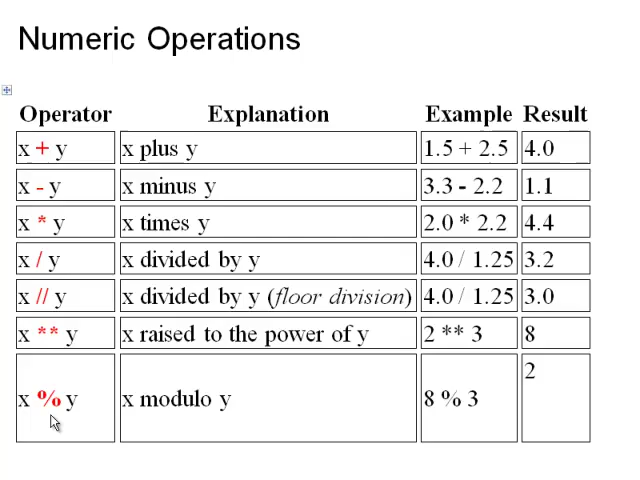 Numeric Operations
Operator Explanation Example Result
x + y x plus y 1.5 + 2.5 4.0
x - y x minus y 3.3 - 2.2 1.1
x * y x times y 2.0 * 2.2 4.4
x / y x divided by y 4.0 / 1.25 3.2
x // y x divided by y (floor division) 4.0 / 1.25 3.0
x ** y x raised to the power of y 2 ** 3 8
x % y x modulo y 8 % 3 2